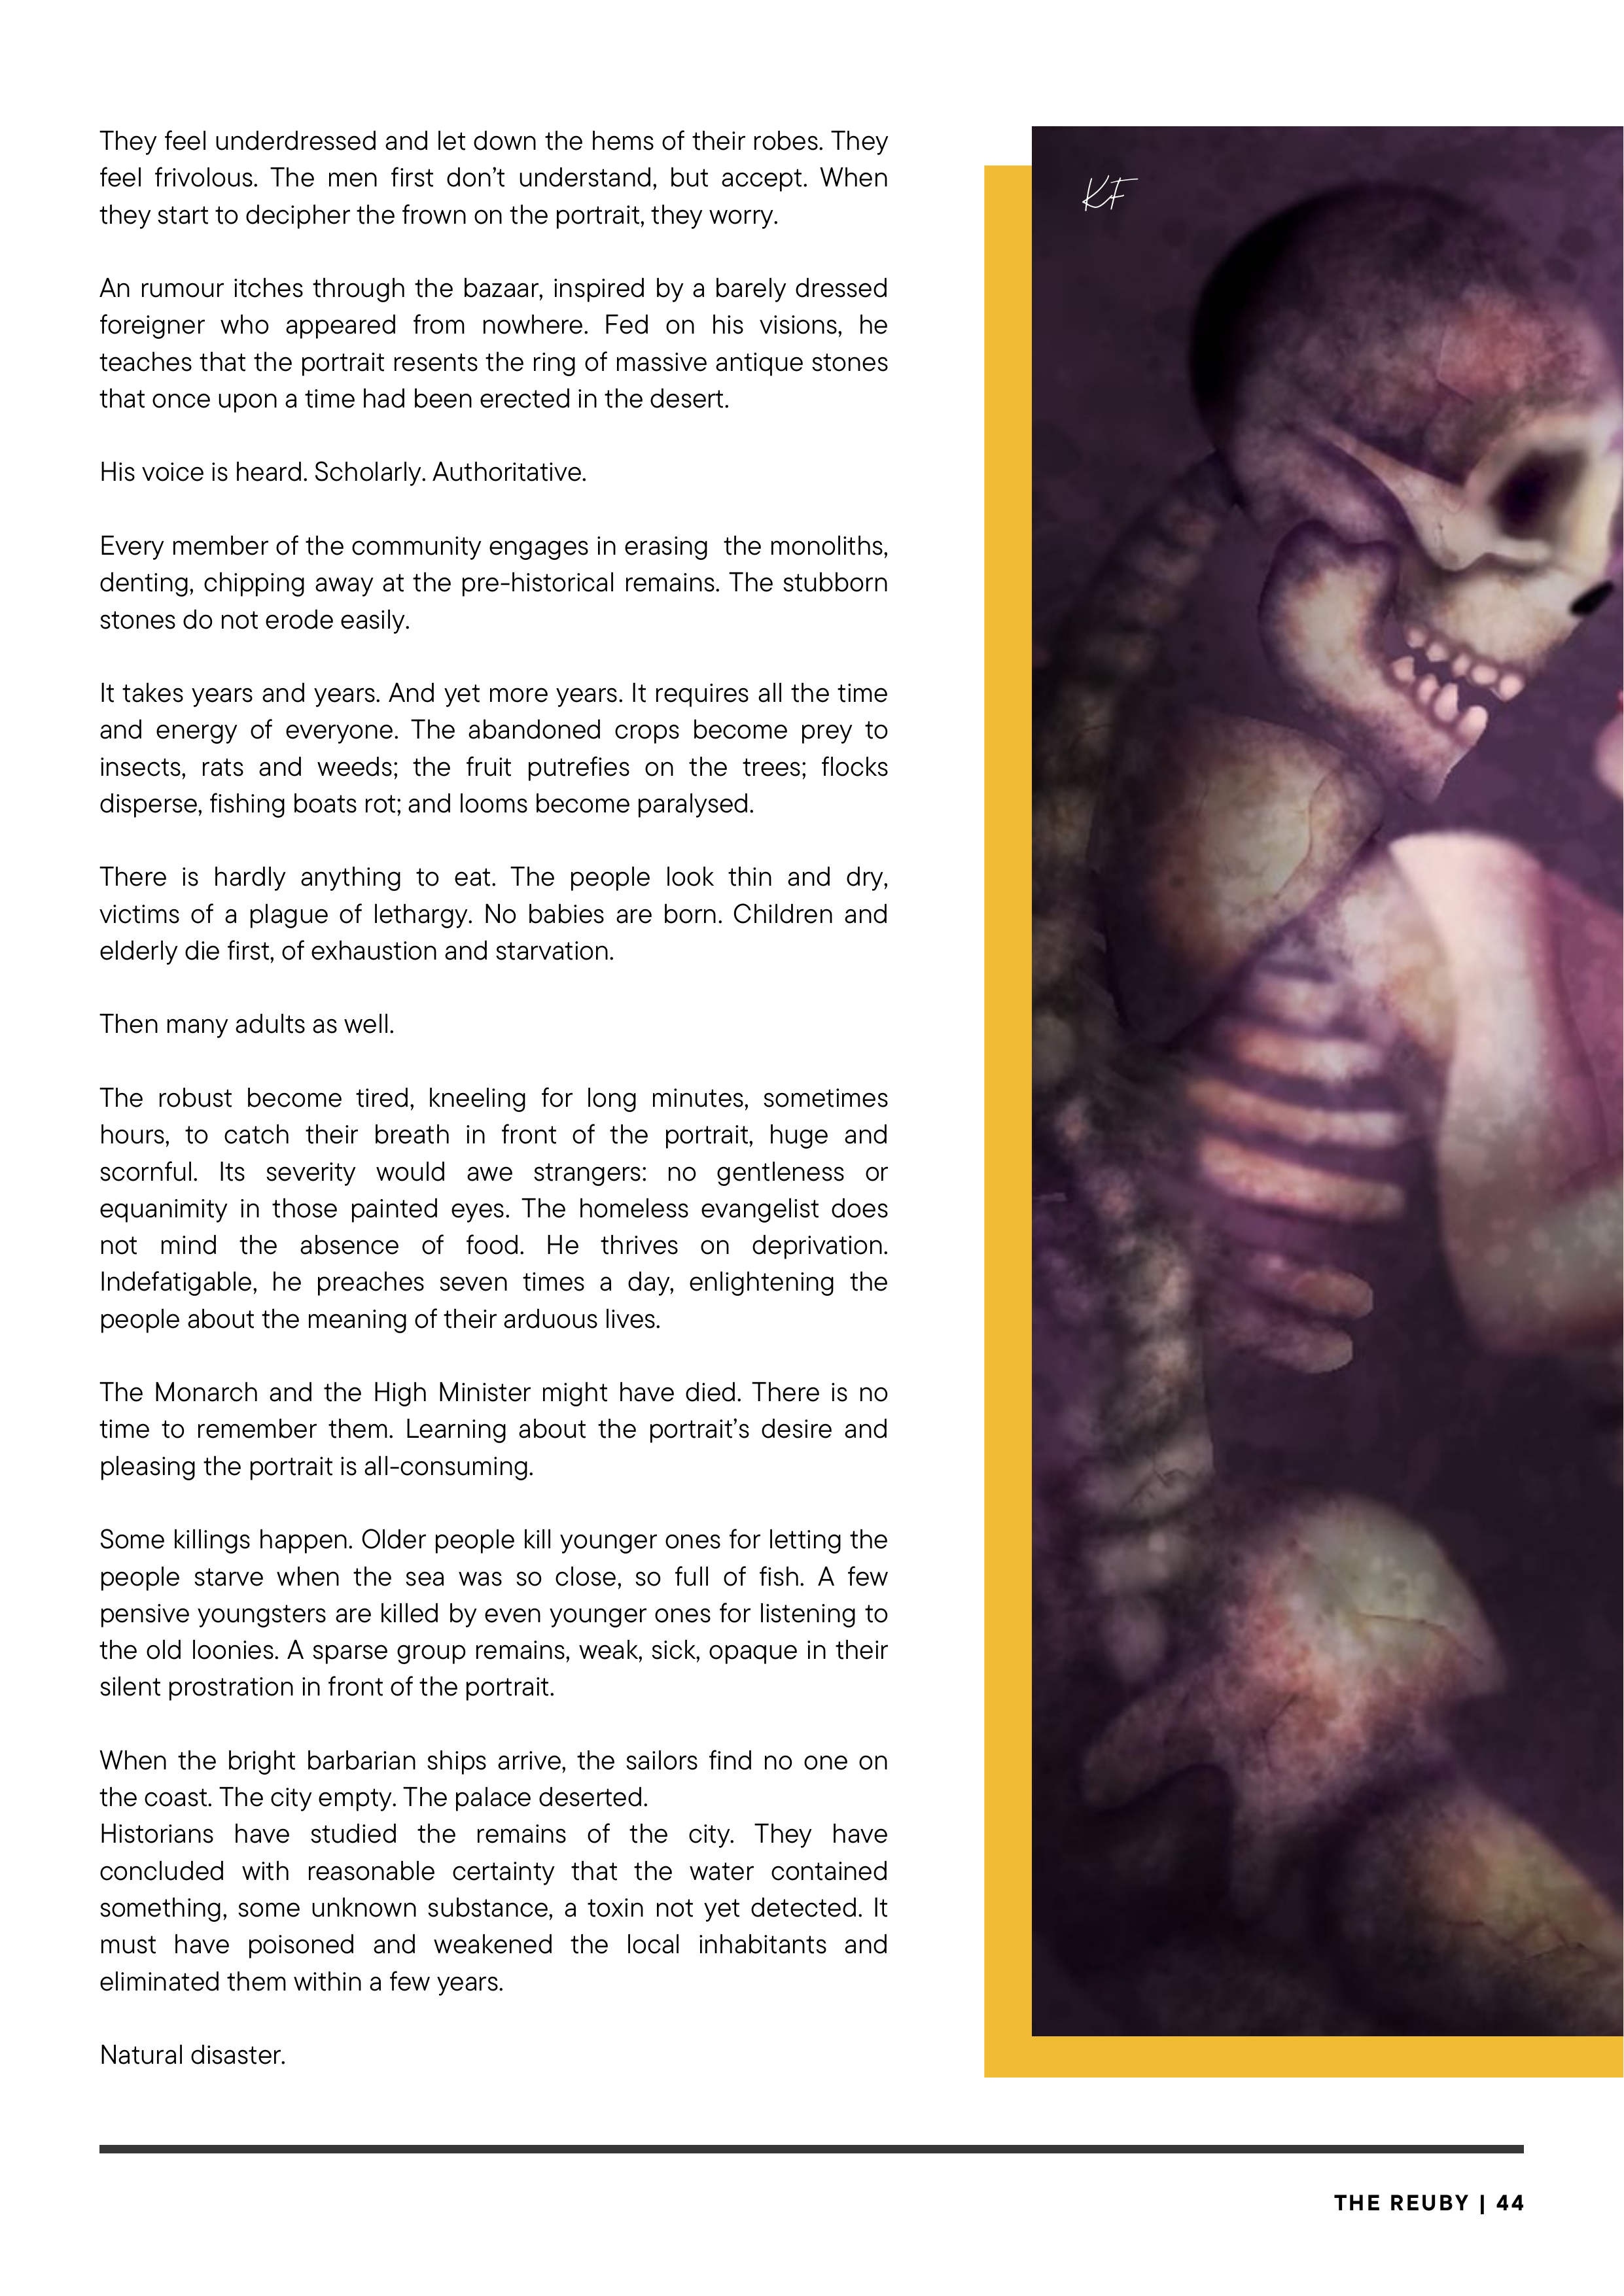 They feel underdressed and let down the hems of their robes. They
feel frivolous. The men first don’t understand, but accept. When
they start to decipher the frown on the portrait, they worry.
An rumour itches through the bazaar, inspired by a barely dressed
foreigner who appeared from nowhere. Fed on his visions, he
teaches that the portrait resents the ring of massive antique stones
that once upon a time had been erected in the desert.
His voice is heard. Scholarly. Authoritative.
Every member of the community engages in erasing  the monoliths,
denting, chipping away at the pre-historical remains. The stubborn
stones do not erode easily.
It takes years and years. And yet more years. It requires all the time
and energy of everyone. The abandoned crops become prey to
insects, rats and weeds; the fruit putrefies on the trees; flocks
disperse, fishing boats rot; and looms become paralysed.
There is hardly anything to eat. The people look thin and dry,
victims of a plague of lethargy. No babies are born. Children and
elderly die first, of exhaustion and starvation.
Then many adults as well.
The robust become tired, kneeling for long minutes, sometimes
hours, to catch their breath in front of the portrait, huge and
scornful. Its severity would awe strangers: no gentleness or
equanimity in those painted eyes. The homeless evangelist does
not mind the absence of food. He thrives on deprivation.
Indefatigable, he preaches seven times a day, enlightening the
people about the meaning of their arduous lives.
The Monarch and the High Minister might have died. There is no
time to remember them. Learning about the portrait’s desire and
pleasing the portrait is all-consuming.
Some killings happen. Older people kill younger ones for letting the
people starve when the sea was so close, so full of fish. A few
pensive youngsters are killed by even younger ones for listening to
the old loonies. A sparse group remains, weak, sick, opaque in their
silent prostration in front of the portrait.
When the bright barbarian ships arrive, the sailors find no one on
the coast. The city empty. The palace deserted.
Historians have studied the remains of the city. They have
concluded with reasonable certainty that the water contained
something, some unknown substance, a toxin not yet detected. It
must have poisoned and weakened the local inhabitants and
eliminated them within a few years.
Natural disaster.
KF
THE REUBY | 44